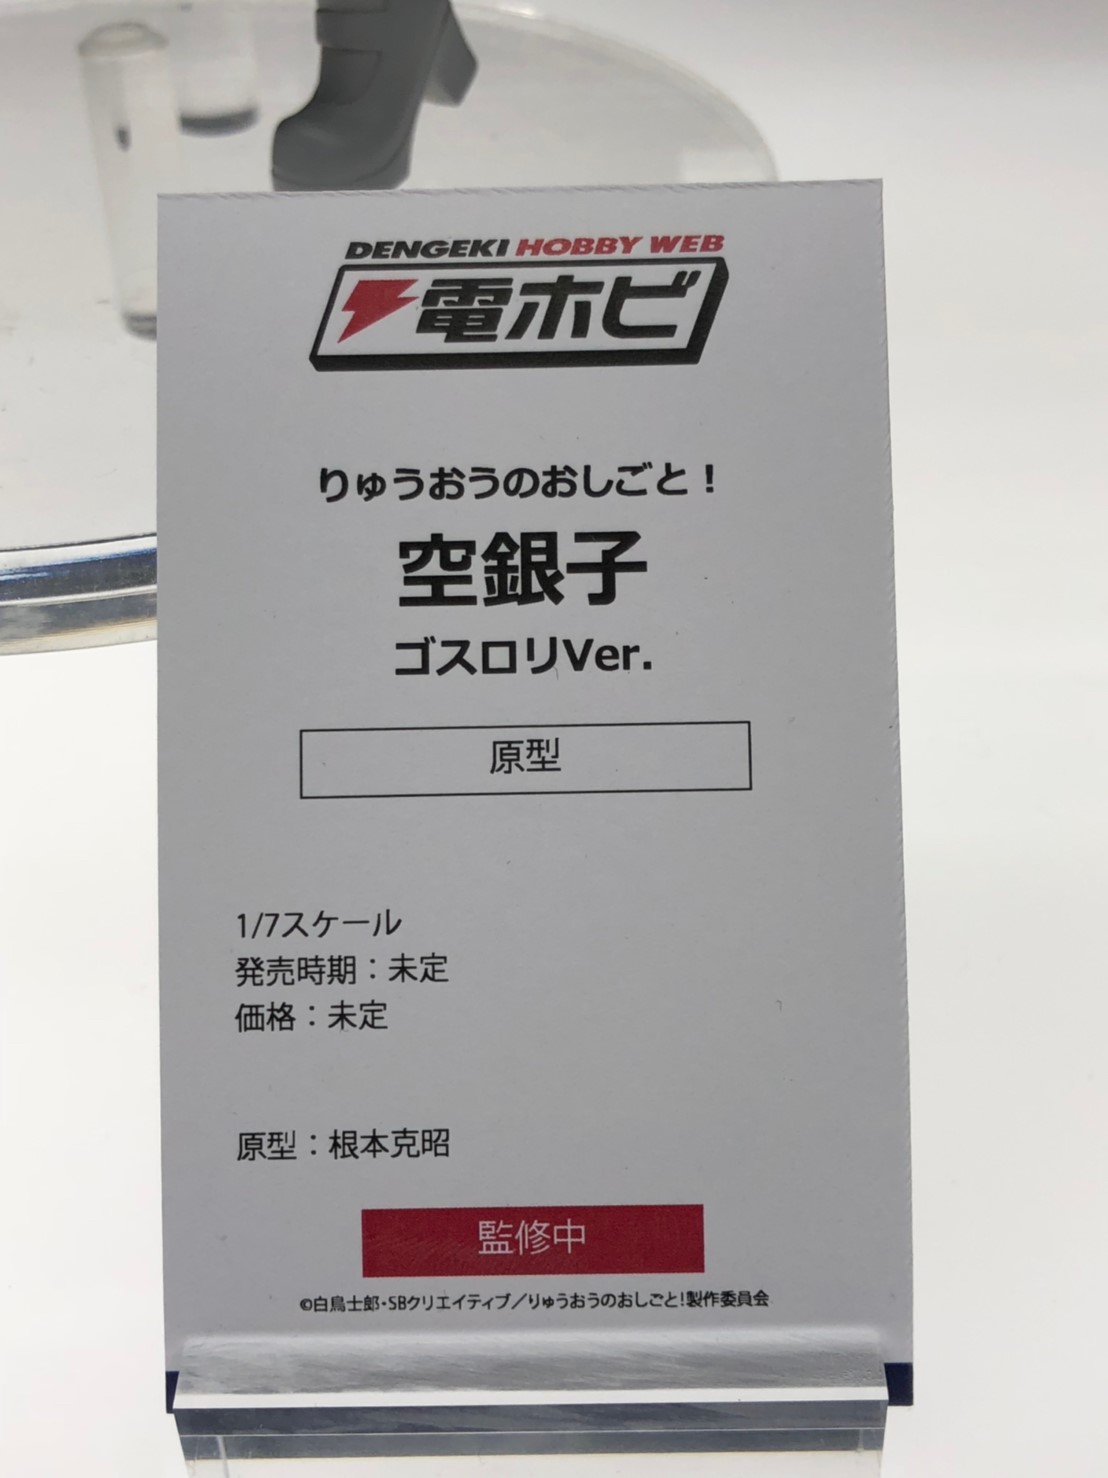 DENGEKI HOBBY WEB
電ホビ
りゅうおうのおしごと！
空銀子
ゴスロリVer.
原型
1/7スケール
発売時期：未定
価格：未定
原型：根本克昭
監修中
©白鳥士郎・SBクリエイティブ／りゅうおうのおしごと!製作委員会